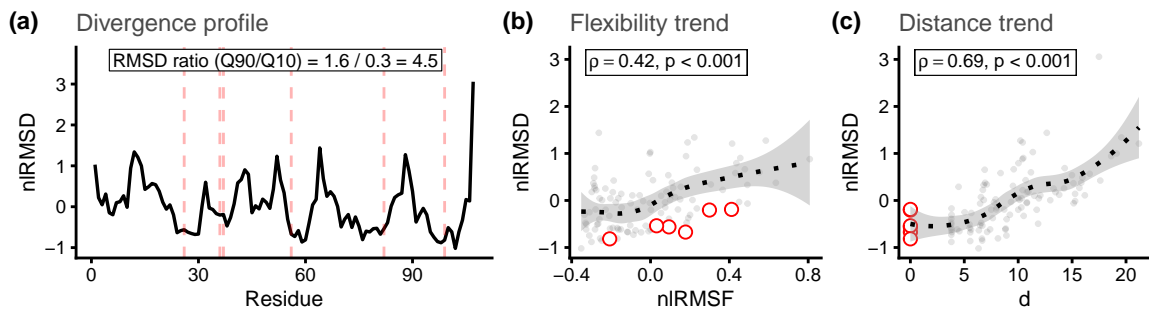 (a) Divergence profile
RMSD ratio (Q90/Q10) = 1.6 / 0.3 = 4.5
nlRMSD
3
2
1
0
−1
1
30
60
90
Residue
(b) Flexibility trend
ρ = 0.42, p < 0.001
nlRMSD
3
2
1
0
−1
−0.4
0.0
0.4
0.8
nlRMSF
(c) Distance trend
ρ = 0.69, p < 0.001
nlRMSD
3
2
1
0
−1
0
5
10
15
20
d